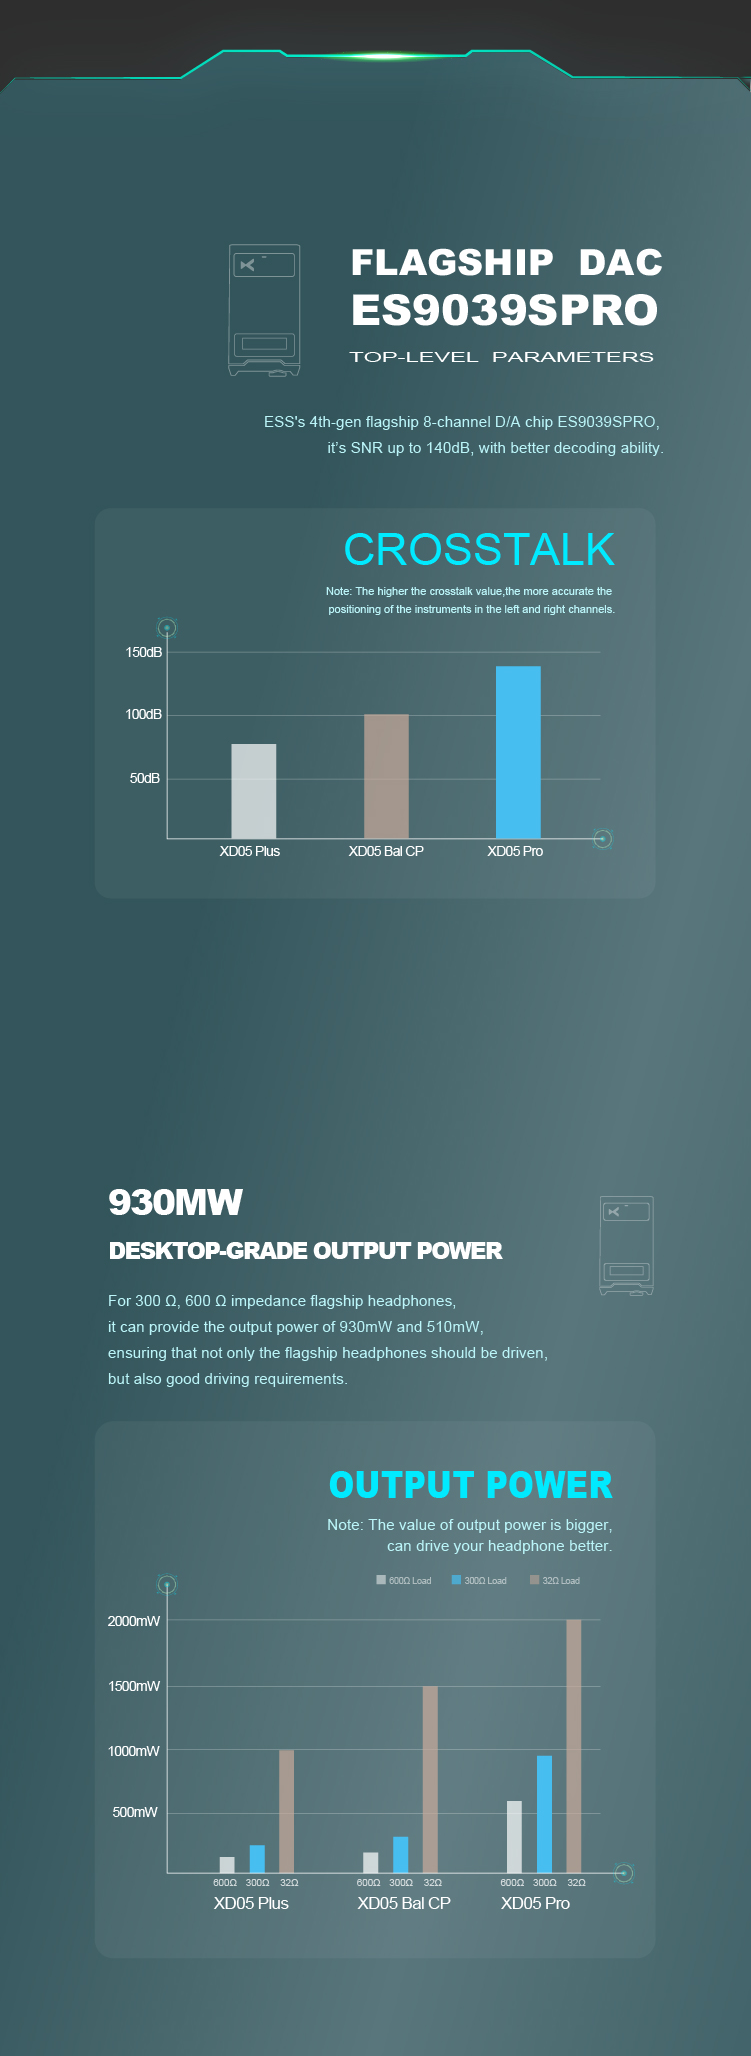 FLAGSHIP DAC
ES9039SPRO
TOP-LEVEL PARAMETERS
ESS's 4th-gen flagship 8-channel D/A chip ES9039SPRO,
it’s SNR up to 140dB, with better decoding ability.
CROSSTALK
Note: The higher the crosstalk value,the more accurate the
positioning of the instruments in the left and right channels.
150dB
100dB
50dB
XD05 Plus XD05 Bal CP XD05 Pro
930MW
DESKTOP-GRADE OUTPUT POWER
For 300 Ω, 600 Ω impedance flagship headphones,
it can provide the output power of 930mW and 510mW,
ensuring that not only the flagship headphones should be driven,
but also good driving requirements.
OUTPUT POWER
Note: The value of output power is bigger,
can drive your headphone better.
600Ω Load 300Ω Load 32Ω Load
2000mW
1500mW
1000mW
500mW
600Ω 300Ω 32Ω 600Ω 300Ω 32Ω 600Ω 300Ω 32Ω
XD05 Plus XD05 Bal CP XD05 Pro